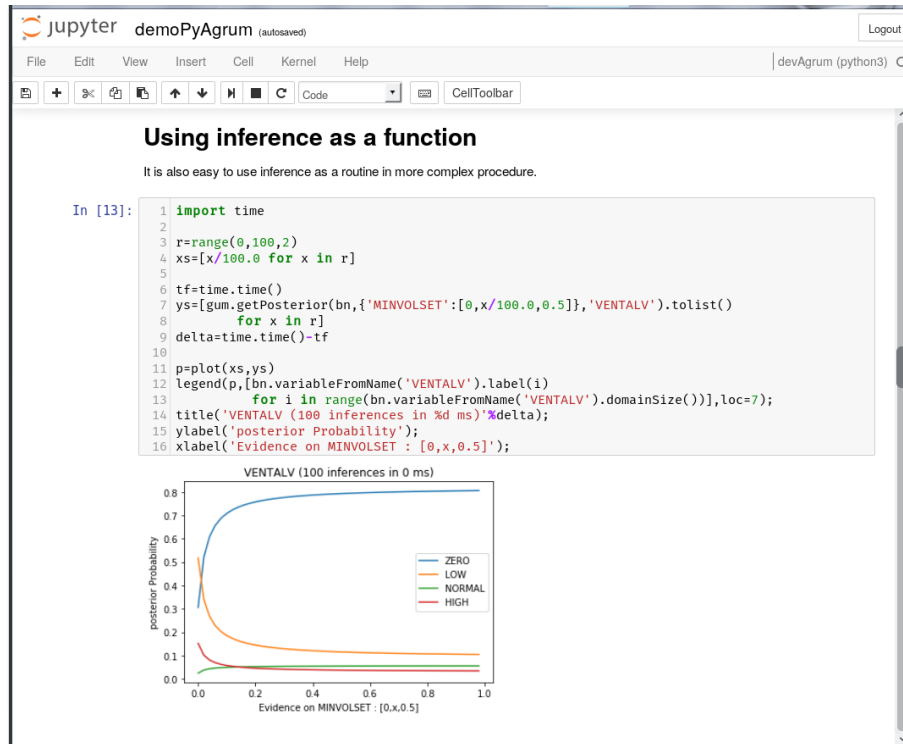 jupyter demoPyAgrum (autosaved)
Logout
File Edit View Insert Cell Kernel Help
devAgrum (python3)
Code
CellToolbar
Using inference as a function
It is also easy to use inference as a routine in more complex procedure.
In [13]:
1 import time
2
3 r=range(0,100,2)
4 xs=[x/100.0 for x in r]
5
6 tf=time.time()
7 ys=[gum.getPosterior(bn,{'MINVOLSET':[0,x/100.0,0.5]},'VENTALV').tolist()
8         for x in r]
9 delta=time.time()-tf
10
11 p=plot(xs,ys)
12 legend(p,[bn.variableFromName('VENTALV').label(i)
13           for i in range(bn.variableFromName('VENTALV').domainSize())],loc=7);
14 title('VENTALV (100 inferences in %d ms)'%delta);
15 ylabel('posterior Probability');
16 xlabel('Evidence on MINVOLSET : [0,x,0.5]');
VENTALV (100 inferences in 0 ms)
posterior Probability
0.8
0.7
0.6
0.5
0.4
0.3
0.2
0.1
0.0
ZERO
LOW
NORMAL
HIGH
0.0 0.2 0.4 0.6 0.8 1.0
Evidence on MINVOLSET : [0,x,0.5]